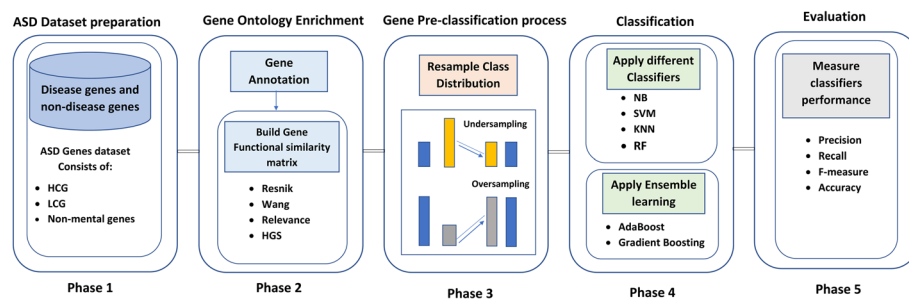 ASD Dataset preparation
Disease genes and
non-disease genes
ASD Genes dataset
Consists of:
• HCG
• LCG
• Non-mental genes
Phase 1
Gene Ontology Enrichment
Gene
Annotation
Build Gene
Functional similarity
matrix
• Resnik
• Wang
• Relevance
• HGS
Phase 2
Gene Pre-classification process
Resample Class
Distribution
Undersampling
Oversampling
Phase 3
Classification
Apply different
Classifiers
• NB
• SVM
• KNN
• RF
Apply Ensemble
learning
• AdaBoost
• Gradient Boosting
Phase 4
Evaluation
Measure
classifiers
performance
• Precision
• Recall
• F-measure
• Accuracy
Phase 5